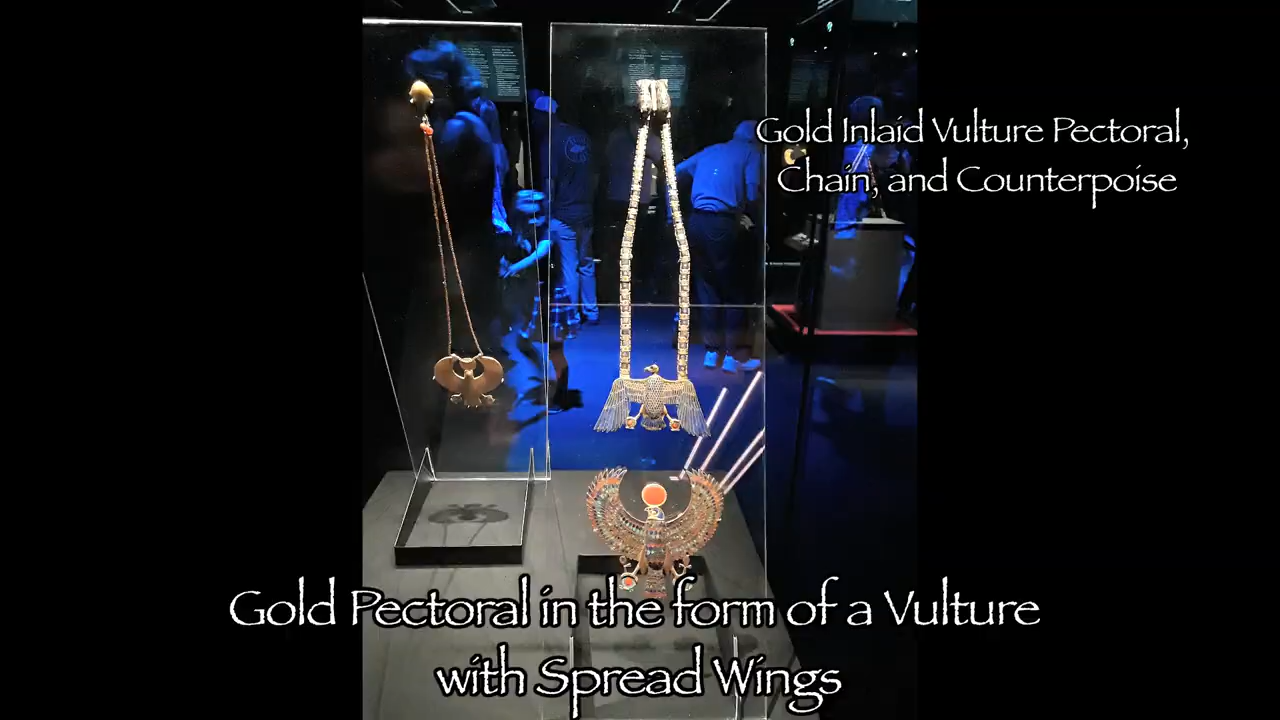 Gold Inlaid Vulture Pectoral,
Chain, and Counterpoise
Gold Pectoral in the form of a Vulture
with Spread Wings